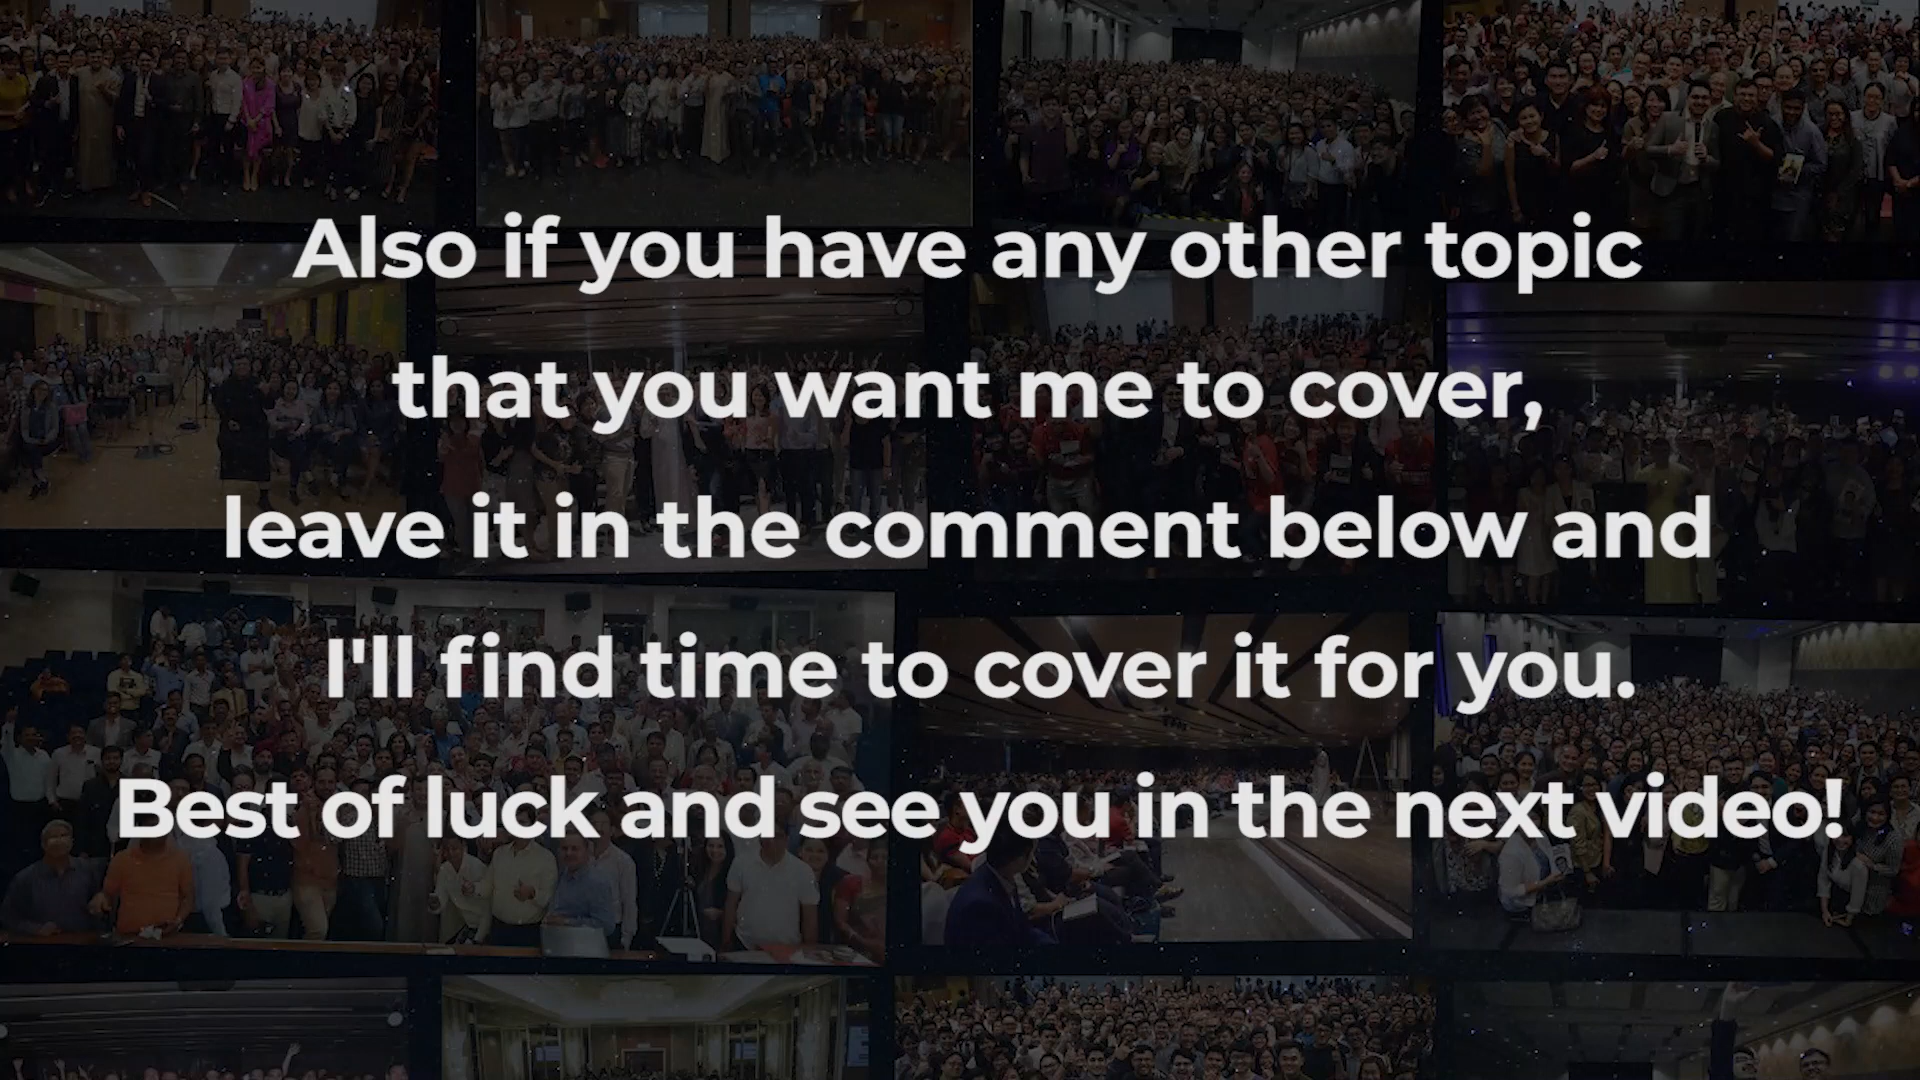 Also if you have any other topic
that you want me to cover,
leave it in the comment below and
I'll find time to cover it for you.
Best of luck and see you in the next video!